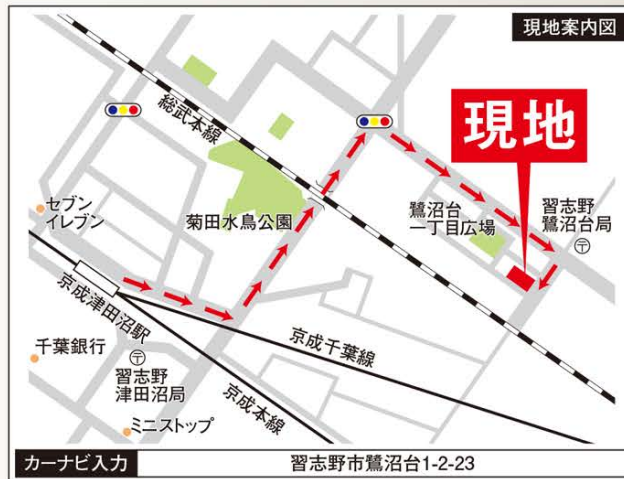 現地案内図
現地
総武本線
セブン
イレブン
菊田水鳥公園
鷺沼台
一丁目広場
習志野
鷺沼台局
京成津田沼駅
京成千葉線
千葉銀行
習志野
津田沼局
京成本線
ミニストップ
カーナビ入力
習志野市鷺沼台1-2-23